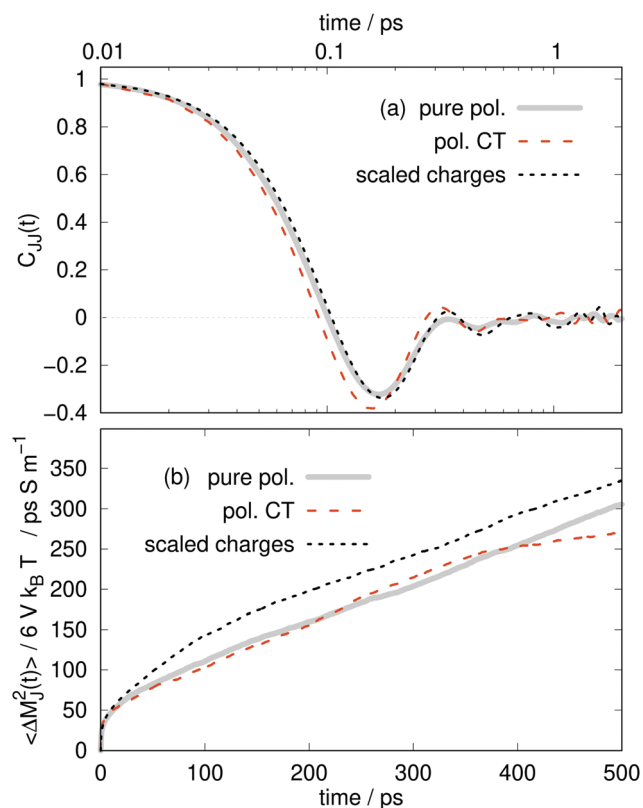 time / ps
0.01 0.1 1
1
0.8
0.6
0.4
0.2
0
−0.2
−0.4
C_JJ(t)
(a) pure pol.
pol. CT
scaled charges
350
300
250
200
150
100
50
0
<ΔM_J^2(t)> / 6 V k_B T / ps S m^−1
(b) pure pol.
pol. CT
scaled charges
0 100 200 300 400 500
time / ps